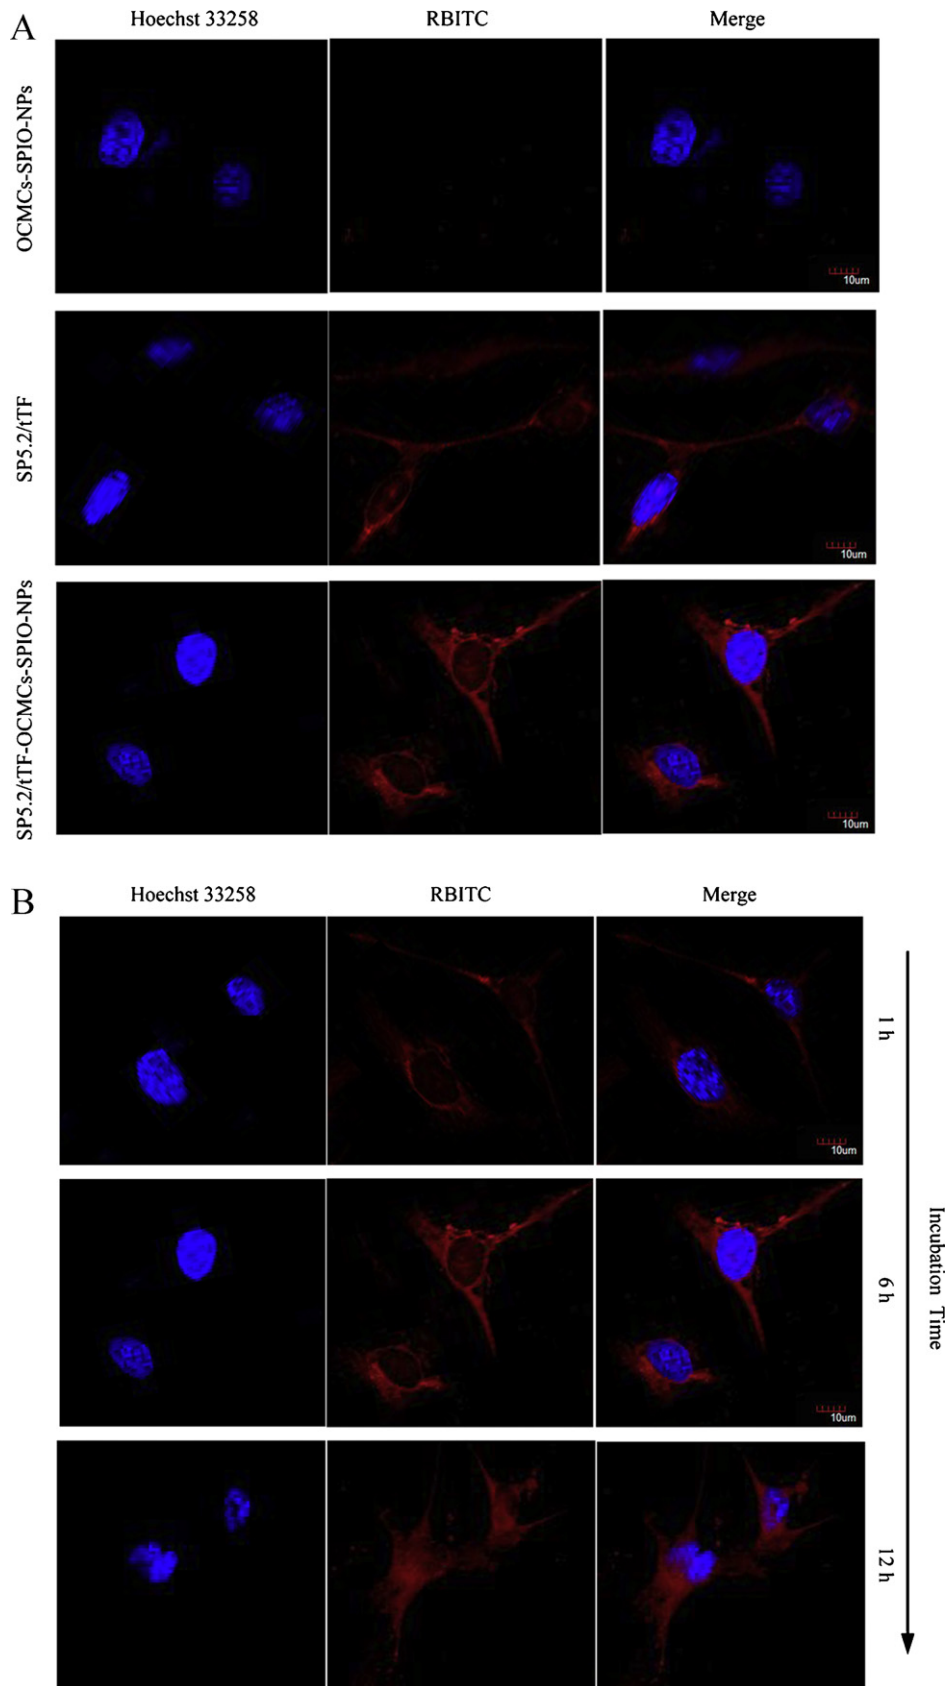 A
Hoechst 33258 RBITC Merge
OCMCs-SPIO-NPs
10um
SP5.2/tTF
10um
SP5.2/tTF-OCMCs-SPIO-NPs
10um
B
Hoechst 33258 RBITC Merge
1 h
10um
6 h
10um
12 h
Incubation Time